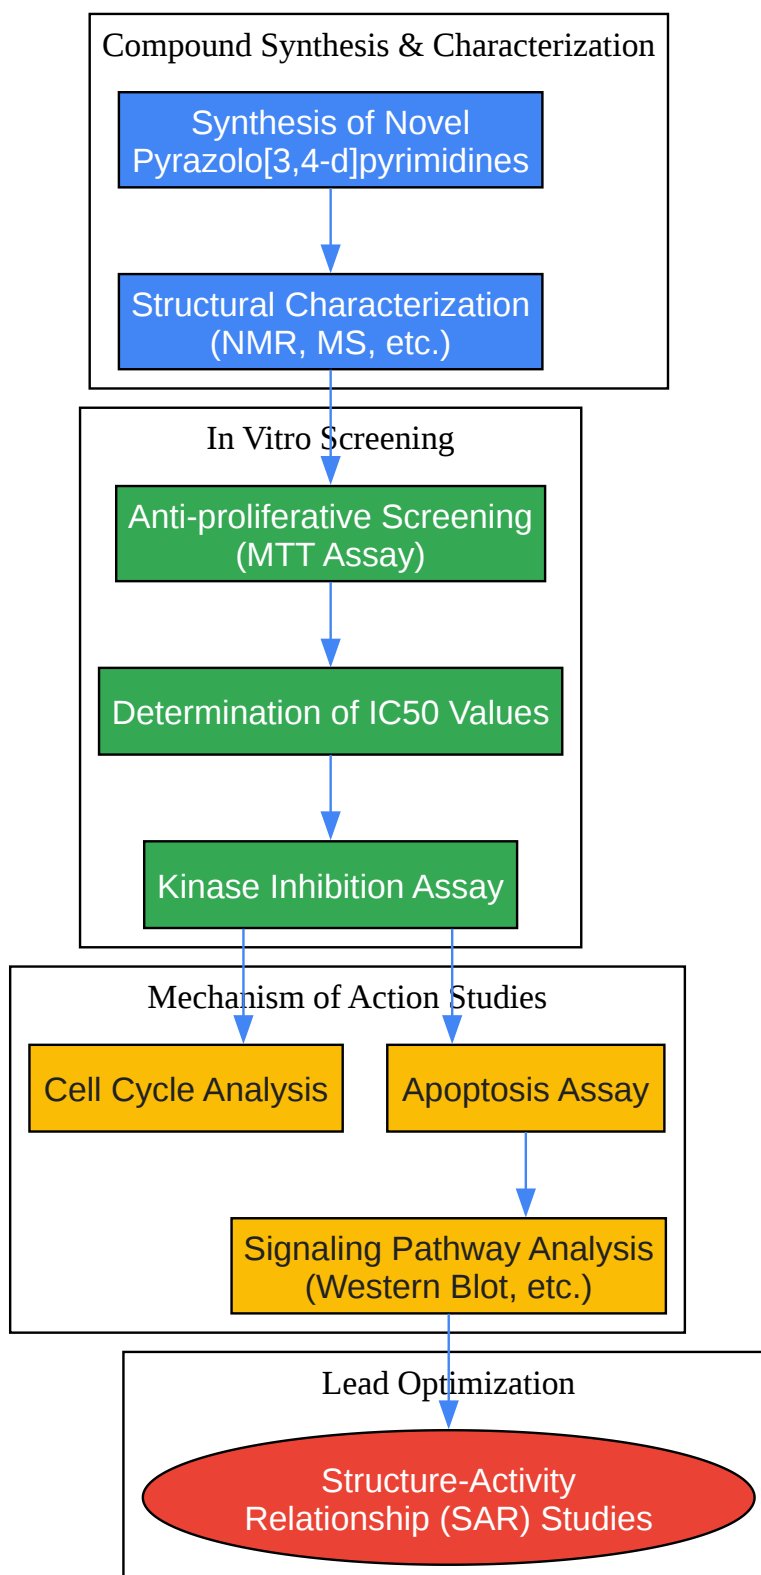 Compound Synthesis & Characterization
Synthesis of Novel
Pyrazolo[3,4-d]pyrimidines
Structural Characterization
(NMR, MS, etc.)
In Vitro Screening
Anti-proliferative Screening
(MTT Assay)
Determination of IC50 Values
Kinase Inhibition Assay
Mechanism of Action Studies
Cell Cycle Analysis
Apoptosis Assay
Signaling Pathway Analysis
(Western Blot, etc.)
Lead Optimization
Structure-Activity
Relationship (SAR) Studies